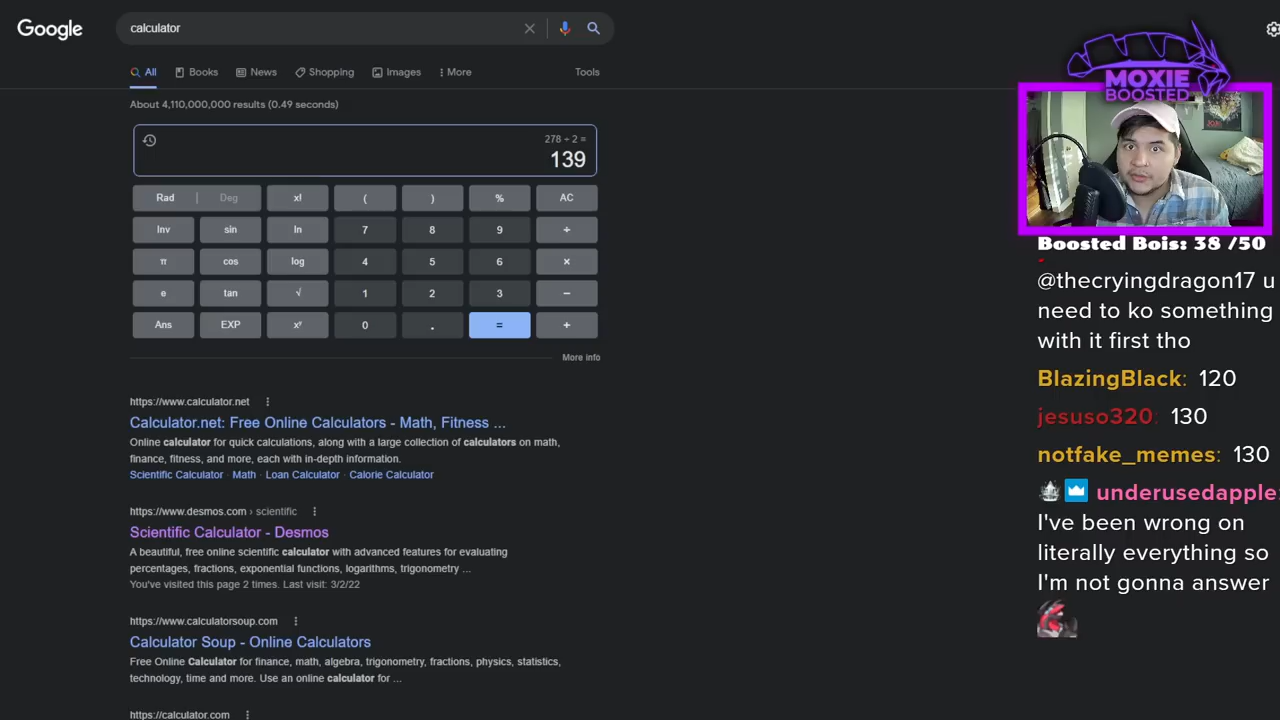 Google
calculator
All
Books
News
Shopping
Images
More
Tools
About 4,110,000,000 results (0.49 seconds)
278 ÷ 2 =
139
Rad | Deg x! ( ) % AC
Inv sin ln 7 8 9 ÷
π cos log 4 5 6 ×
e tan √ 1 2 3 −
Ans EXP xʸ 0 . = +
More info
https://www.calculator.net
Calculator.net: Free Online Calculators - Math, Fitness ...
Online calculator for quick calculations, along with a large collection of calculators on math,
finance, fitness, and more, each with in-depth information.
Scientific Calculator · Math · Loan Calculator · Calorie Calculator
https://www.desmos.com › scientific
Scientific Calculator - Desmos
A beautiful, free online scientific calculator with advanced features for evaluating
percentages, fractions, exponential functions, logarithms, trigonometry ...
You've visited this page 2 times. Last visit: 3/2/22
https://www.calculatorsoup.com
Calculator Soup - Online Calculators
Free Online Calculator for finance, math, algebra, trigonometry, fractions, physics, statistics,
technology, time and more. Use an online calculator for ...
https://calculator.com
MOXIE
BOOSTED
Boosted Bois: 38 /50
@thecryingdragon17 u
need to ko something
with it first tho
BlazingBlack: 120
jesuso320: 130
notfake_memes: 130
underusedapple:
I've been wrong on
literally everything so
I'm not gonna answer